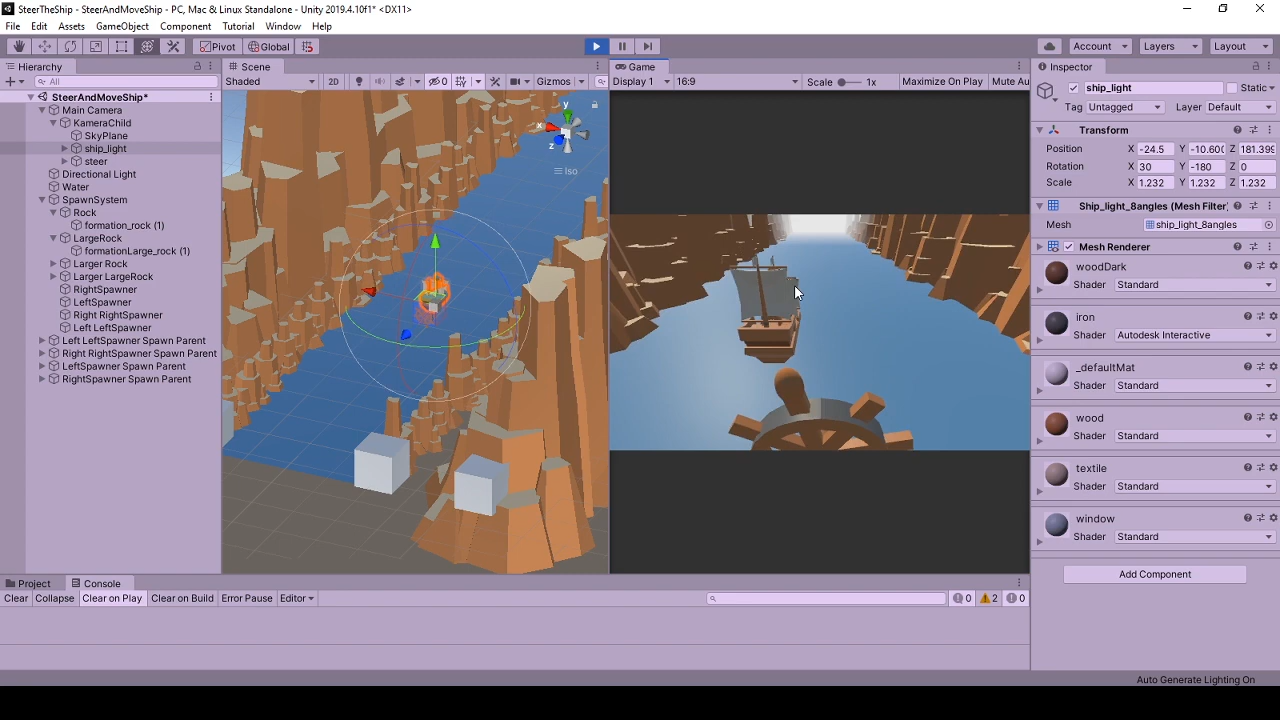 SteerTheShip - SteerAndMoveShip - PC, Mac & Linux Standalone - Unity 2019.4.10f1* <DX11>
File Edit Assets GameObject Component Tutorial Window Help
Pivot Global Account Layers Layout
Hierarchy
All
SteerAndMoveShip*
Main Camera
KameraChild
SkyPlane
ship_light
steer
Directional Light
Water
SpawnSystem
Rock
formation_rock (1)
LargeRock
formationLarge_rock (1)
Larger Rock
Larger LargeRock
RightSpawner
LeftSpawner
Right RightSpawner
Left LeftSpawner
Left LeftSpawner Spawn Parent
Right RightSpawner Spawn Parent
LeftSpawner Spawn Parent
RightSpawner Spawn Parent
Scene
Shaded 2D 0 Gizmos
y
x
z
Iso
Game
Display 1 16:9 Scale 1x Maximize On Play Mute Au
Inspector
ship_light Static
Tag Untagged Layer Default
Transform
Position X -24.5 Y -10.60( Z 181.399
Rotation X 30 Y -180 Z 0
Scale X 1.232 Y 1.232 Z 1.232
Ship_light_8angles (Mesh Filter)
Mesh ship_light_8angles
Mesh Renderer
woodDark
Shader Standard
iron
Shader Autodesk Interactive
_defaultMat
Shader Standard
wood
Shader Standard
textile
Shader Standard
window
Shader Standard
Add Component
Project Console
Clear Collapse Clear on Play Clear on Build Error Pause Editor 0 2 0
Auto Generate Lighting On